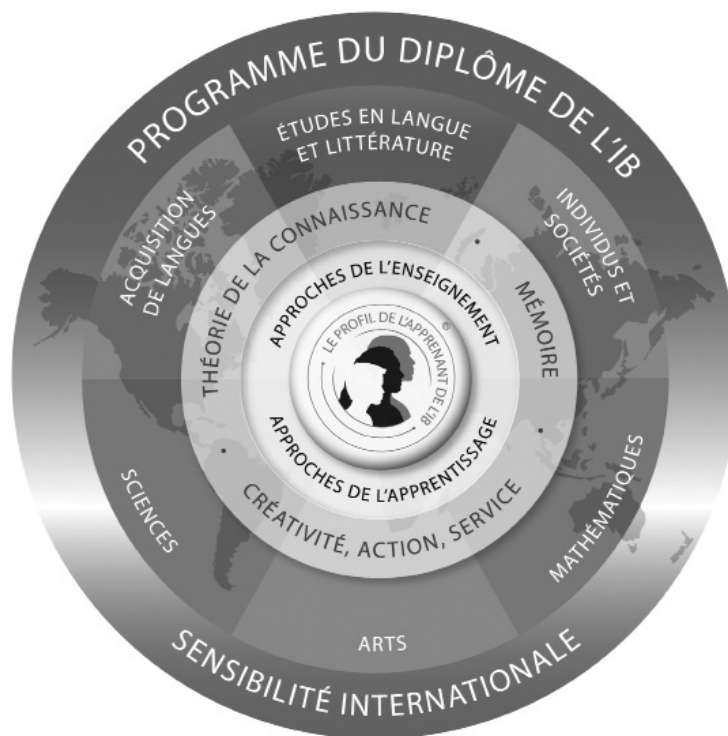 PROGRAMME DU DIPLÔME DE L'IB
ÉTUDES EN LANGUE
ET LITTÉRATURE
ACQUISITION
DE LANGUES
INDIVIDUS ET
SOCIÉTÉS
THÉORIE DE LA CONNAISSANCE
MÉMOIRE
APPROCHES DE L'ENSEIGNEMENT
LE PROFIL DE L'APPRENANT DE L'IB
®
APPROCHES DE L'APPRENTISSAGE
CRÉATIVITÉ, ACTION, SERVICE
SCIENCES
MATHÉMATIQUES
ARTS
SENSIBILITÉ INTERNATIONALE